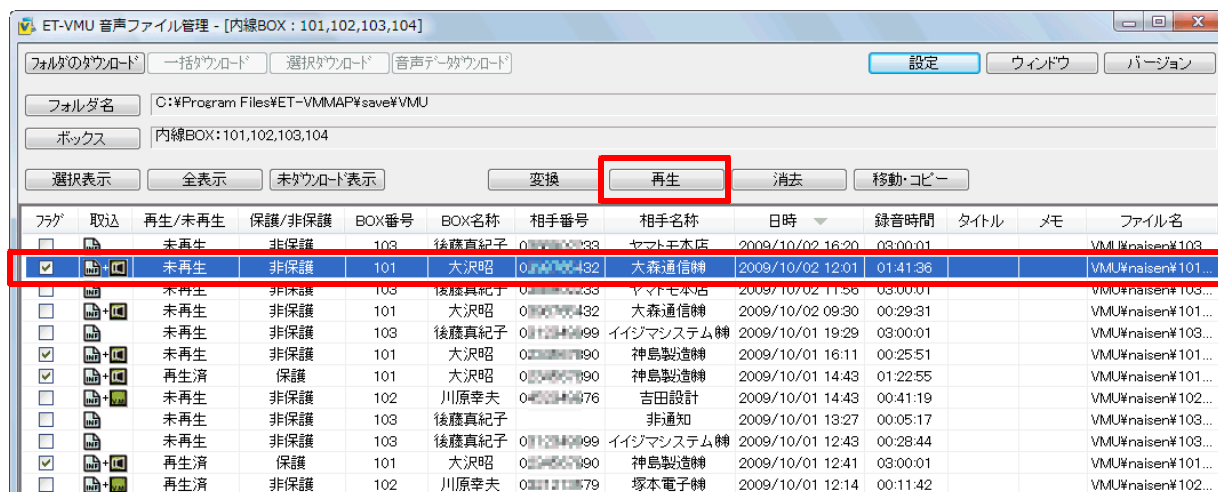 ET-VMU 音声ファイル管理 - [内線BOX：101,102,103,104]
ﾌｫﾙﾀﾞのﾀﾞｳﾝﾛｰﾄﾞ 一括ﾀﾞｳﾝﾛｰﾄﾞ 選択ﾀﾞｳﾝﾛｰﾄﾞ 音声ﾃﾞｰﾀﾀﾞｳﾝﾛｰﾄﾞ 設定 ウィンドウ バージョン
フォルダ名 C:¥Program Files¥ET-VMMAP¥save¥VMU
ボックス 内線BOX：101,102,103,104
選択表示 全表示 未ﾀﾞｳﾝﾛｰﾄﾞ表示 変換 再生 消去 移動・コピー
ﾌﾗｸﾞ 取込 再生/未再生 保護/非保護 BOX番号 BOX名称 相手番号 相手名称 日時 録音時間 タイトル メモ ファイル名
INF 未再生 非保護 103 後藤真紀子 ヤマトモ本店 2009/10/02 16:20 03:00:01 VMU¥naisen¥103...
INF + 未再生 非保護 101 大沢昭 大森通信㈱ 2009/10/02 12:01 01:41:36 VMU¥naisen¥101...
INF 未再生 非保護 103 後藤真紀子 ヤマトモ本店 2009/10/02 11:56 03:00:01 VMU¥naisen¥103...
INF + 未再生 非保護 101 大沢昭 大森通信㈱ 2009/10/02 09:30 00:29:31 VMU¥naisen¥101...
INF 未再生 非保護 103 後藤真紀子 イイジマシステム㈱ 2009/10/01 19:29 03:00:01 VMU¥naisen¥103...
INF + 未再生 非保護 101 大沢昭 神島製造㈱ 2009/10/01 16:11 00:25:51 VMU¥naisen¥101...
INF + 再生済 保護 101 大沢昭 神島製造㈱ 2009/10/01 14:43 01:22:55 VMU¥naisen¥101...
INF + 未再生 非保護 102 川原幸夫 吉田設計 2009/10/01 14:43 00:41:19 VMU¥naisen¥102...
INF 未再生 非保護 103 後藤真紀子 非通知 2009/10/01 13:27 00:05:17 VMU¥naisen¥103...
INF 未再生 非保護 103 後藤真紀子 イイジマシステム㈱ 2009/10/01 12:43 00:28:44 VMU¥naisen¥103...
INF + 再生済 保護 101 大沢昭 神島製造㈱ 2009/10/01 12:41 03:00:01 VMU¥naisen¥101...
INF + 再生済 非保護 102 川原幸夫 塚本電子㈱ 2009/10/01 12:14 00:11:42 VMU¥naisen¥102...